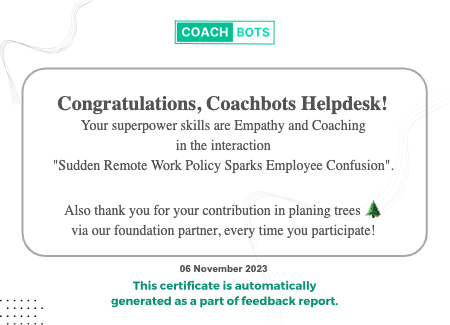 COACH BOTS
Congratulations, Coachbots Helpdesk!
Your superpower skills are Empathy and Coaching
in the interaction
"Sudden Remote Work Policy Sparks Employee Confusion".
Also thank you for your contribution in planing trees 🌲
via our foundation partner, every time you participate!
06 November 2023
This certificate is automatically
generated as a part of feedback report.